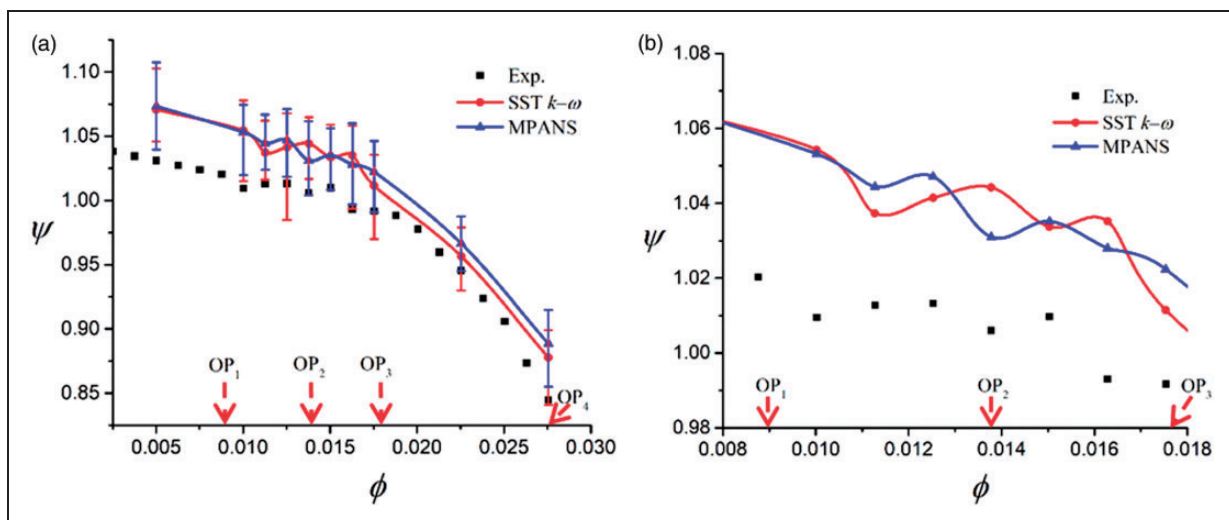 (a)
Exp.
SST k–ω
MPANS
1.10
1.05
1.00
0.95
0.90
0.85
ψ
OP1
OP2
OP3
OP4
0.005 0.010 0.015 0.020 0.025 0.030
ϕ
(b)
Exp.
SST k–ω
MPANS
1.08
1.06
1.04
1.02
1.00
0.98
ψ
OP1
OP2
OP3
0.008 0.010 0.012 0.014 0.016 0.018
ϕ